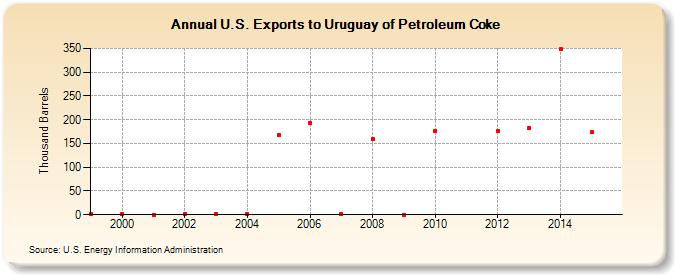 Annual U.S. Exports to Uruguay of Petroleum Coke
Thousand Barrels
350
300
250
200
150
100
50
0
2000 2002 2004 2006 2008 2010 2012 2014
Source: U.S. Energy Information Administration